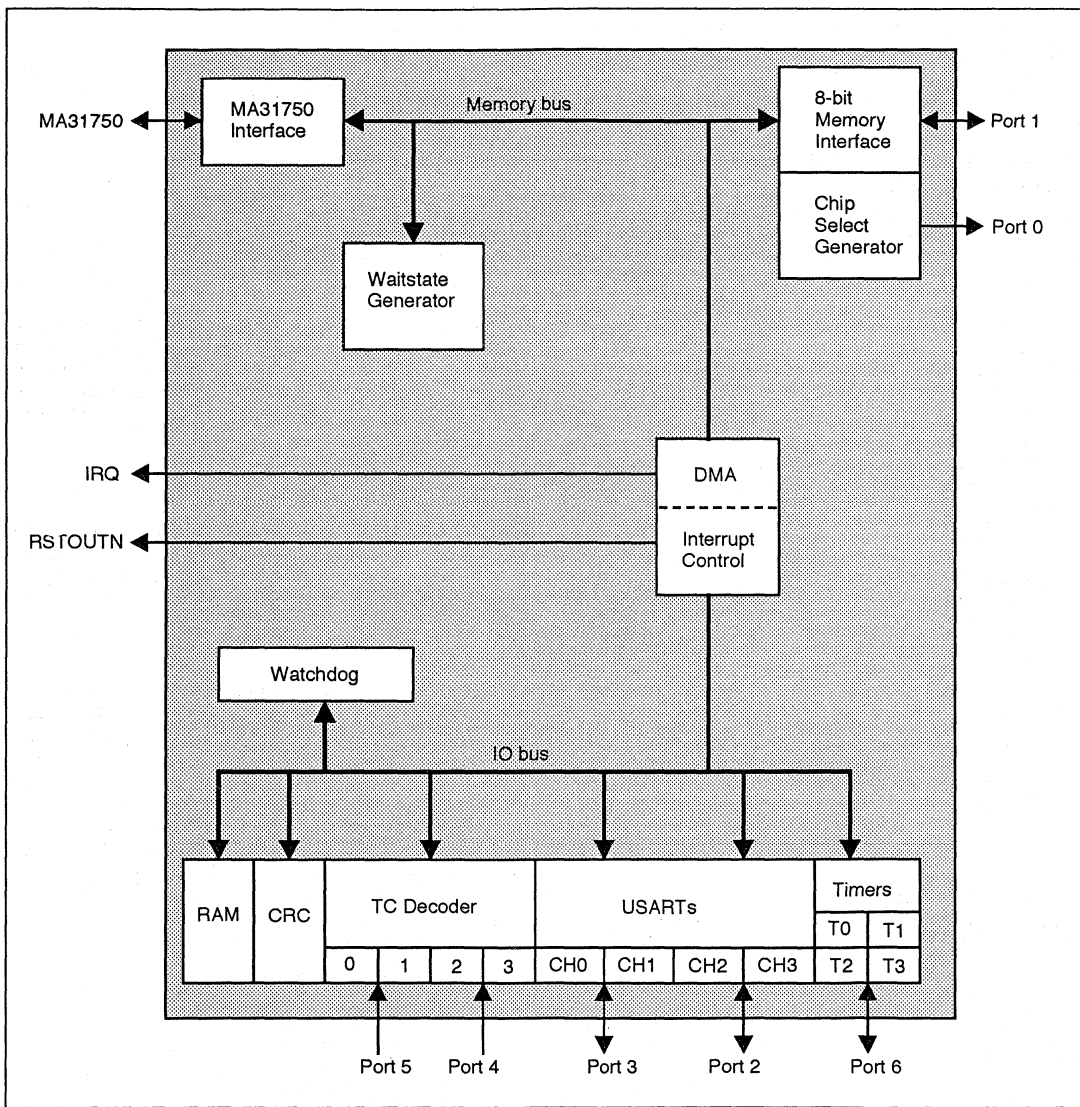 MA31750
MA31750
Interface
Memory bus
8-bit
Memory
Interface
Port 1
Chip
Select
Generator
Port 0
Waitstate
Generator
IRQ
DMA
RSTOUTN
Interrupt
Control
Watchdog
IO bus
RAM
CRC
TC Decoder
USARTs
Timers
T0
T1
0
1
2
3
CH0
CH1
CH2
CH3
T2
T3
Port 5
Port 4
Port 3
Port 2
Port 6